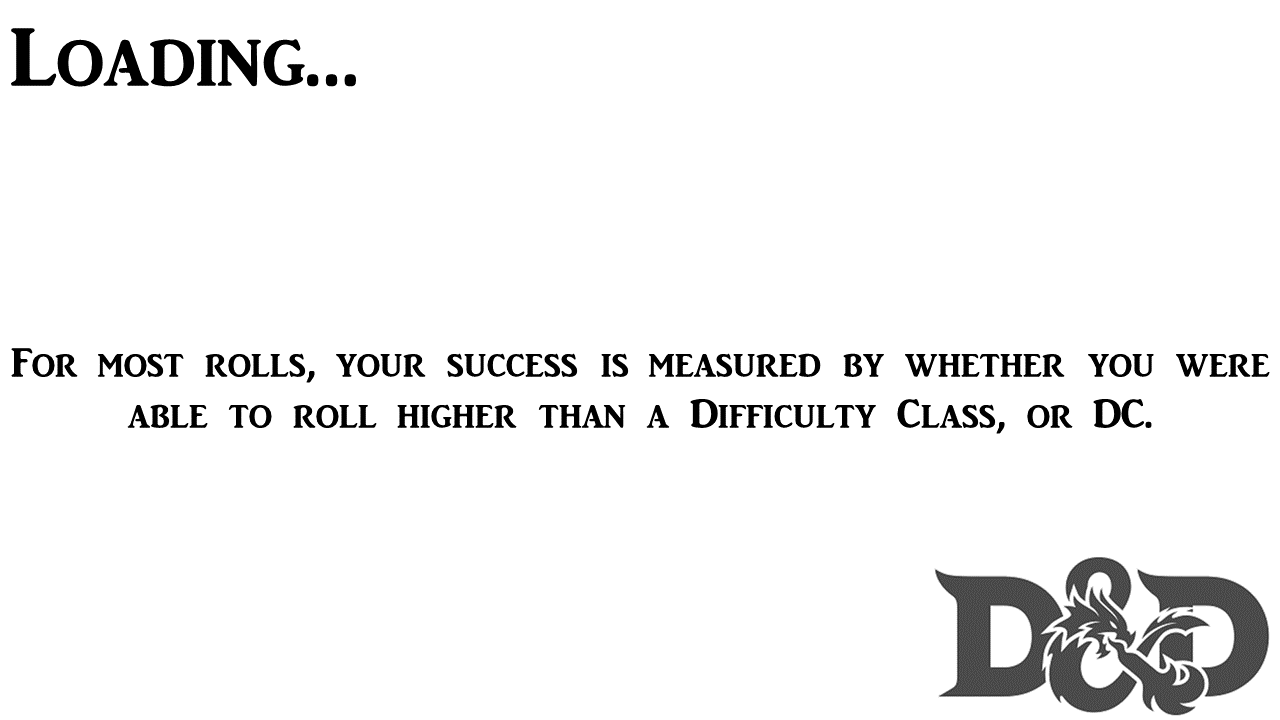 Loading...
For most rolls, your success is measured by whether you were
able to roll higher than a Difficulty Class, or DC.
D&D